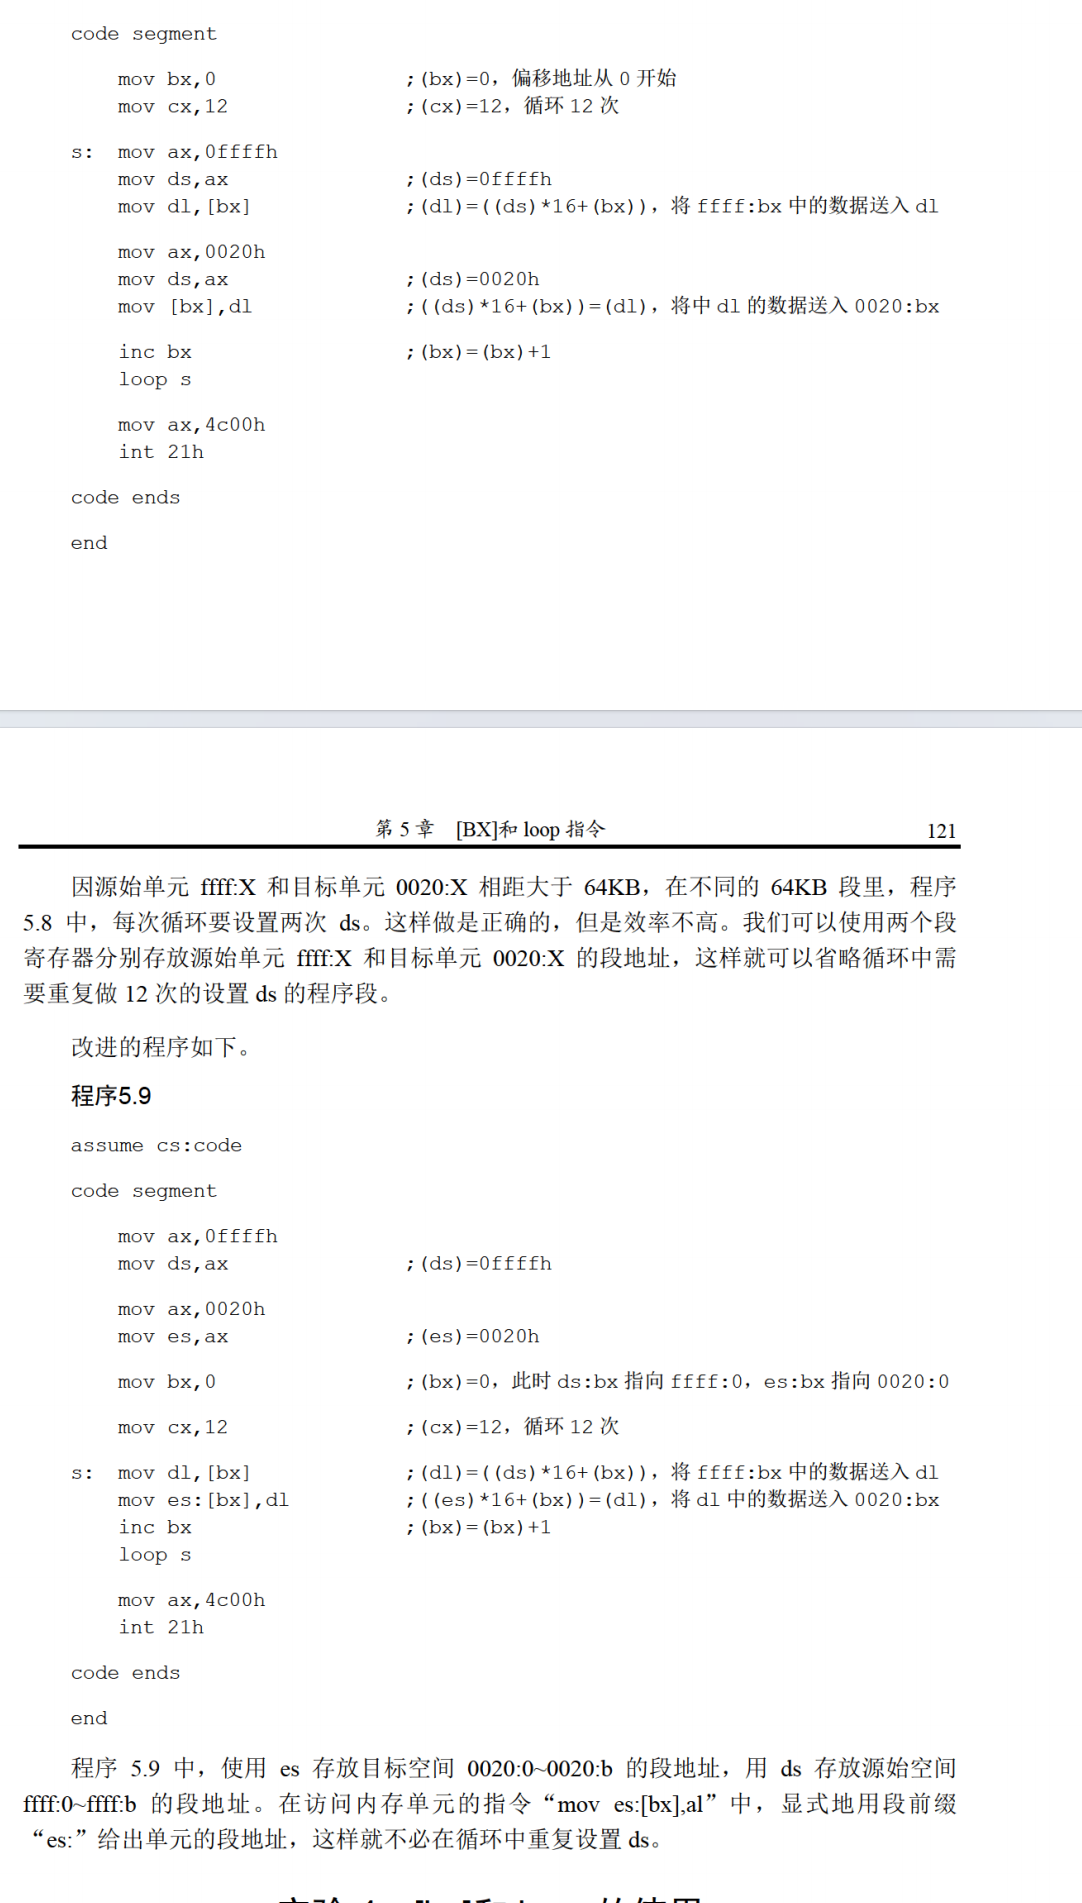 code segment
mov bx,0 ;(bx)=0，偏移地址从 0 开始
mov cx,12 ;(cx)=12，循环 12 次
s: mov ax,0ffffh
mov ds,ax ;(ds)=0ffffh
mov dl,[bx] ;(dl)=((ds)*16+(bx))，将 ffff:bx 中的数据送入 dl
mov ax,0020h
mov ds,ax ;(ds)=0020h
mov [bx],dl ;((ds)*16+(bx))=(dl)，将中 dl 的数据送入 0020:bx
inc bx ;(bx)=(bx)+1
loop s
mov ax,4c00h
int 21h
code ends
end
第 5 章 [BX]和 loop 指令 121
因源始单元 ffff:X 和目标单元 0020:X 相距大于 64KB，在不同的 64KB 段里，程序
5.8 中，每次循环要设置两次 ds。这样做是正确的，但是效率不高。我们可以使用两个段
寄存器分别存放源始单元 ffff:X 和目标单元 0020:X 的段地址，这样就可以省略循环中需
要重复做 12 次的设置 ds 的程序段。
改进的程序如下。
程序5.9
assume cs:code
code segment
mov ax,0ffffh
mov ds,ax ;(ds)=0ffffh
mov ax,0020h
mov es,ax ;(es)=0020h
mov bx,0 ;(bx)=0，此时 ds:bx 指向 ffff:0，es:bx 指向 0020:0
mov cx,12 ;(cx)=12，循环 12 次
s: mov dl,[bx] ;(dl)=((ds)*16+(bx))，将 ffff:bx 中的数据送入 dl
mov es:[bx],dl ;((es)*16+(bx))=(dl)，将 dl 中的数据送入 0020:bx
inc bx ;(bx)=(bx)+1
loop s
mov ax,4c00h
int 21h
code ends
end
程序 5.9 中，使用 es 存放目标空间 0020:0~0020:b 的段地址，用 ds 存放源始空间
ffff:0~ffff:b 的段地址。在访问内存单元的指令“mov es:[bx],al”中，显式地用段前缀
“es:”给出单元的段地址，这样就不必在循环中重复设置 ds。